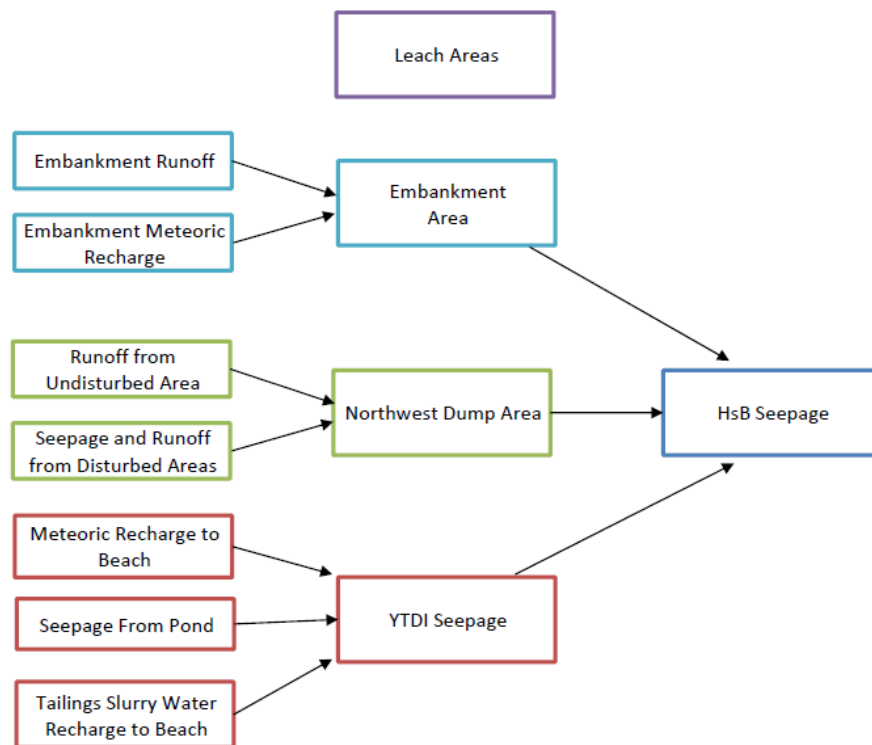 Leach Areas
Embankment Runoff
Embankment Meteoric
Recharge
Embankment
Area
Runoff from
Undisturbed Area
Seepage and Runoff
from Disturbed Areas
Northwest Dump Area
HsB Seepage
Meteoric Recharge to
Beach
Seepage From Pond
Tailings Slurry Water
Recharge to Beach
YTDI Seepage